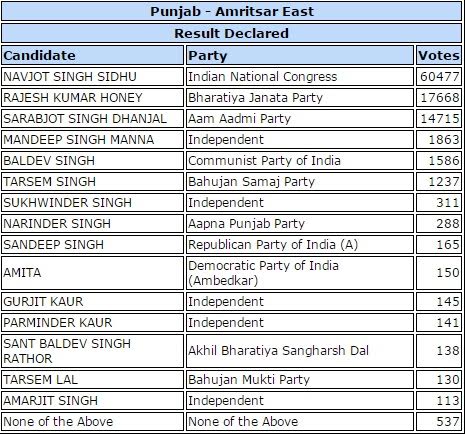 Punjab - Amritsar East
Result Declared
Candidate Party Votes
NAVJOT SINGH SIDHU Indian National Congress 60477
RAJESH KUMAR HONEY Bharatiya Janata Party 17668
SARABJOT SINGH DHANJAL Aam Aadmi Party 14715
MANDEEP SINGH MANNA Independent 1863
BALDEV SINGH Communist Party of India 1586
TARSEM SINGH Bahujan Samaj Party 1237
SUKHWINDER SINGH Independent 311
NARINDER SINGH Aapna Punjab Party 288
SANDEEP SINGH Republican Party of India (A) 165
AMITA Democratic Party of India (Ambedkar) 150
GURJIT KAUR Independent 145
PARMINDER KAUR Independent 141
SANT BALDEV SINGH RATHOR Akhil Bharatiya Sangharsh Dal 138
TARSEM LAL Bahujan Mukti Party 130
AMARJIT SINGH Independent 113
None of the Above None of the Above 537